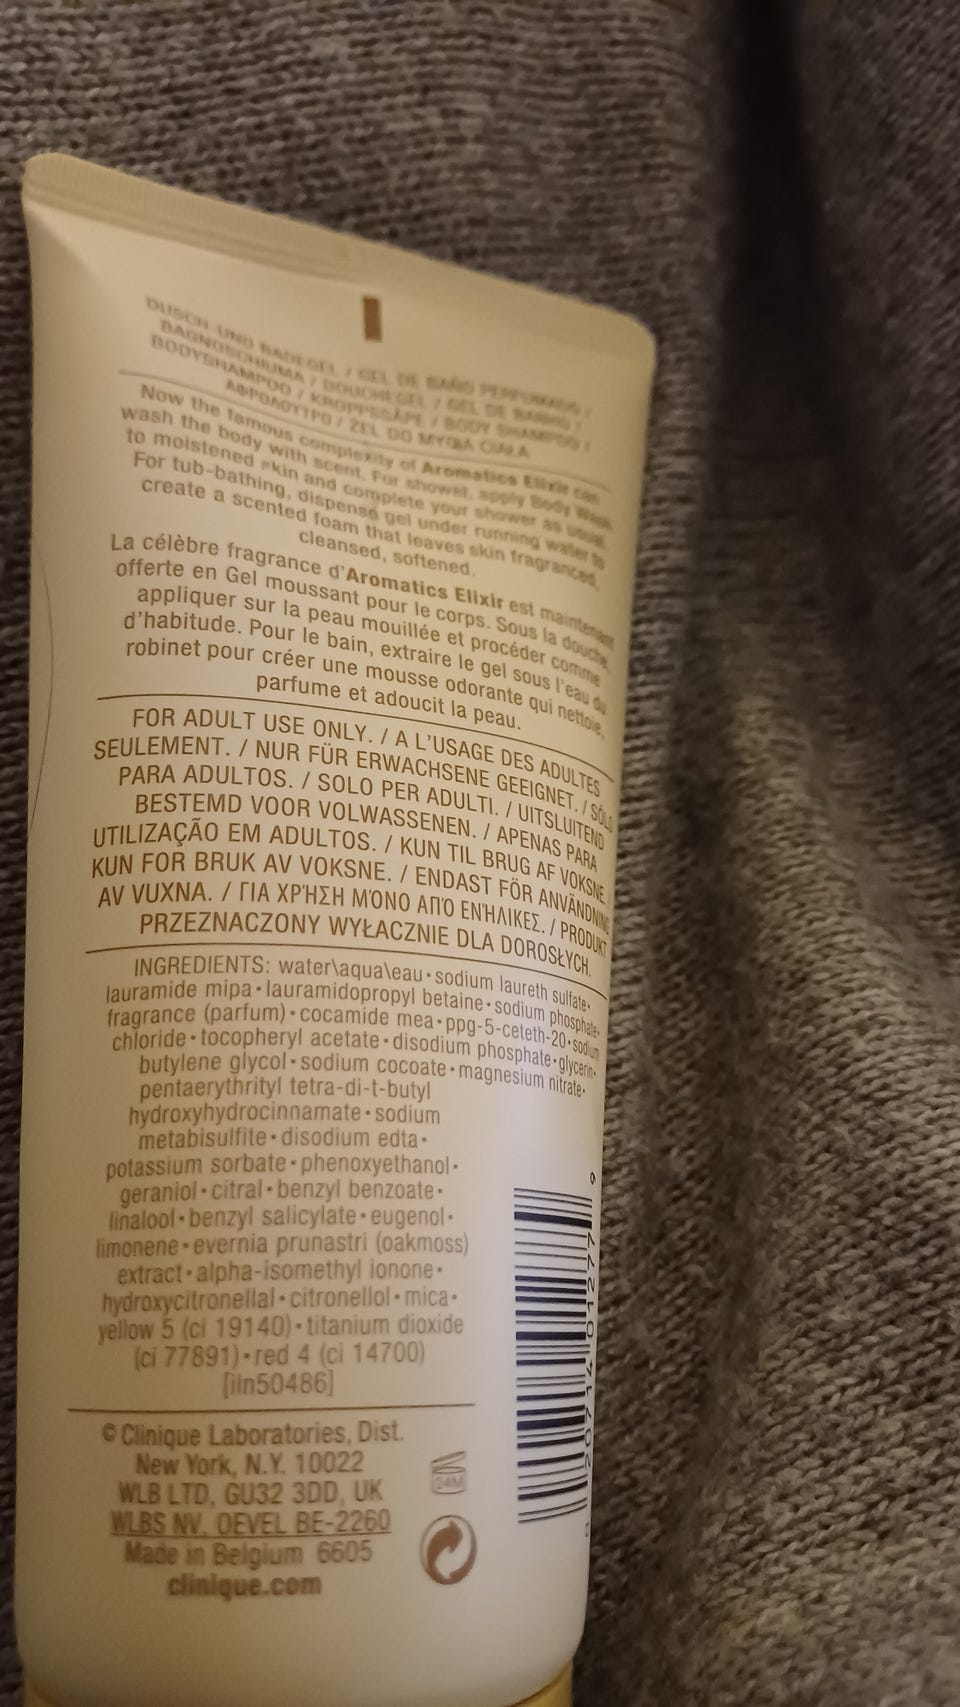 DUSCH-UND BADEGEL / GEL DE BAÑO PERFUMADO /
BAGNOSCHIUMA / DOUCHEGEL / GEL DE BANHO /
BODYSHAMPOO / KROPPSSÅPE / BODY SHAMPOO /
ΑΦΡΟΛΟΥΤΡΟ / ŻEL DO MYCIA CIAŁA
Now the famous complexity of Aromatics Elixir can
wash the body with scent. For shower, apply Body Wash
to moistened skin and complete your shower as usual.
For tub-bathing, dispense gel under running water to
create a scented foam that leaves skin fragranced,
cleansed, softened.
La célèbre fragrance d'Aromatics Elixir est maintenant
offerte en Gel moussant pour le corps. Sous la douche,
appliquer sur la peau mouillée et procéder comme
d'habitude. Pour le bain, extraire le gel sous l'eau du
robinet pour créer une mousse odorante qui nettoie,
parfume et adoucit la peau.
FOR ADULT USE ONLY. / A L'USAGE DES ADULTES
SEULEMENT. / NUR FÜR ERWACHSENE GEEIGNET. / SÓLO
PARA ADULTOS. / SOLO PER ADULTI. / UITSLUITEND
BESTEMD VOOR VOLWASSENEN. / APENAS PARA
UTILIZAÇÃO EM ADULTOS. / KUN TIL BRUG AF VOKSNE /
KUN FOR BRUK AV VOKSNE. / ENDAST FÖR ANVÄNDNING
AV VUXNA. / ΓΙΑ ΧΡΉΣΗ ΜΌΝΟ ΑΠΌ ΕΝΉΛΙΚΕΣ. / PRODUKT
PRZEZNACZONY WYŁACZNIE DLA DOROSŁYCH.
INGREDIENTS: water\aqua\eau • sodium laureth sulfate •
lauramide mipa • lauramidopropyl betaine • sodium phosphate •
fragrance (parfum) • cocamide mea • ppg-5-ceteth-20 • sodium
chloride • tocopheryl acetate • disodium phosphate • glycerin •
butylene glycol • sodium cocoate • magnesium nitrate •
pentaerythrityl tetra-di-t-butyl
hydroxyhydrocinnamate • sodium
metabisulfite • disodium edta •
potassium sorbate • phenoxyethanol •
geraniol • citral • benzyl benzoate •
linalool • benzyl salicylate • eugenol •
limonene • evernia prunastri (oakmoss)
extract • alpha-isomethyl ionone •
hydroxycitronellal • citronellol • mica •
yellow 5 (ci 19140) • titanium dioxide
(ci 77891) • red 4 (ci 14700)
[iln50486]
© Clinique Laboratories, Dist.
New York, N.Y. 10022
WLB LTD, GU32 3DD, UK
WLBS NV, OEVEL BE-2260
Made in Belgium 6605
clinique.com
24M
0 20714 01277 9